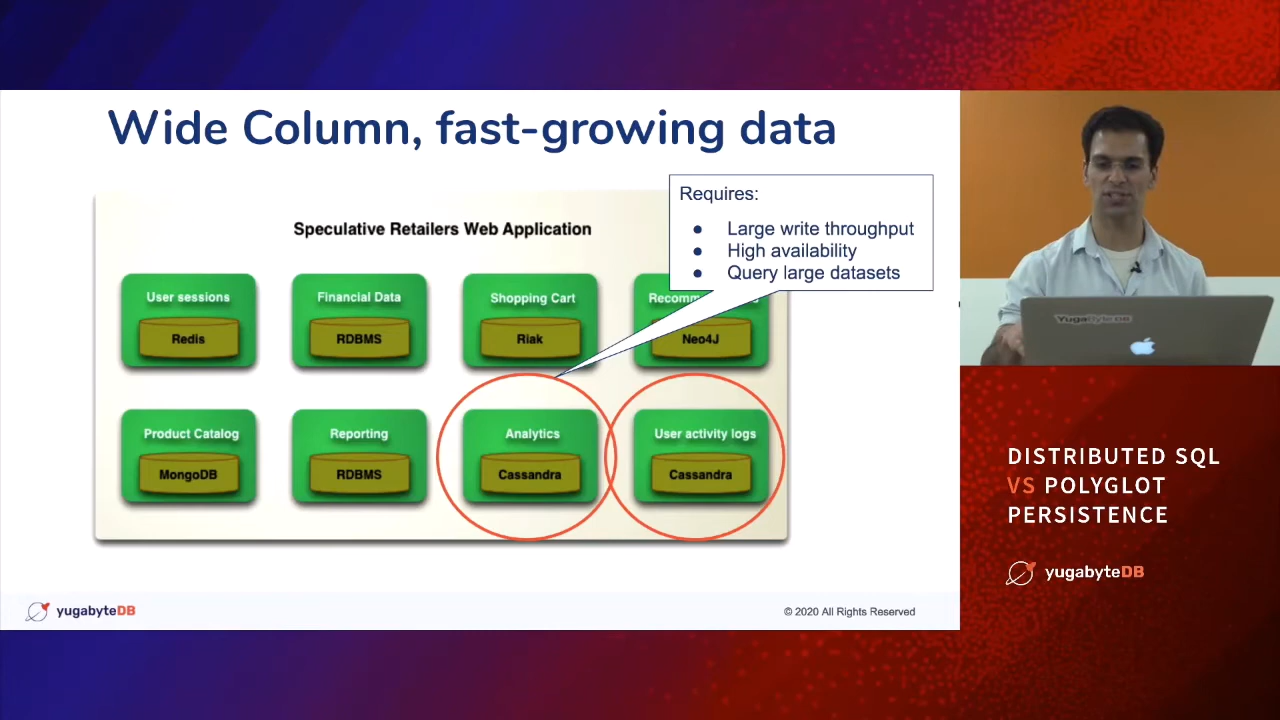 Wide Column, fast-growing data
Requires:
● Large write throughput
● High availability
● Query large datasets
Speculative Retailers Web Application
User sessions
Redis
Financial Data
RDBMS
Shopping Cart
Riak
Neo4J
Product Catalog
MongoDB
Reporting
RDBMS
Analytics
Cassandra
User activity logs
Cassandra
yugabyteDB
© 2020 All Rights Reserved
YugaByteDB
DISTRIBUTED SQL
VS POLYGLOT
PERSISTENCE
yugabyteDB